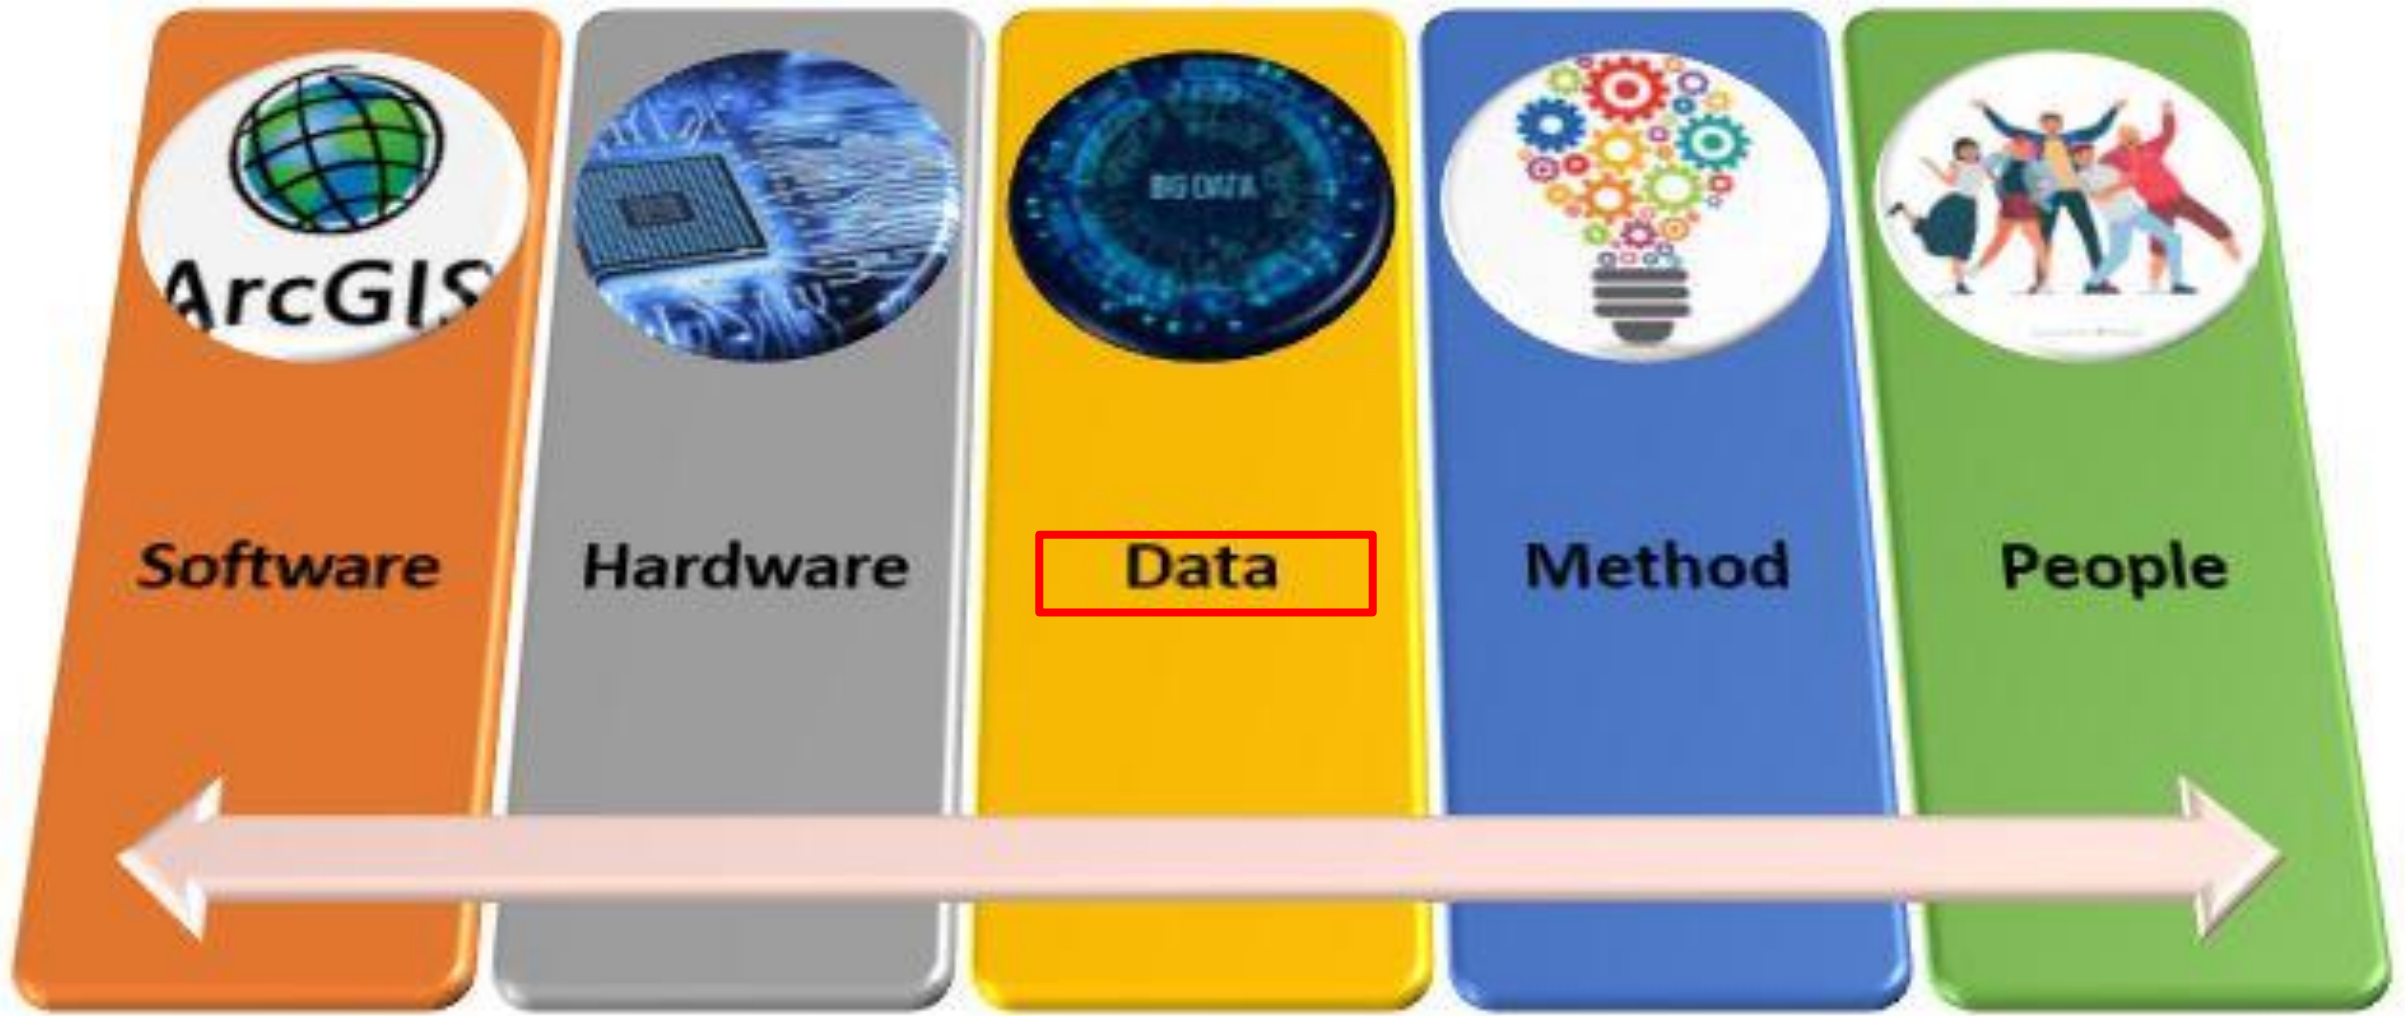 ArcGIS
BIG DATA
Software
Hardware
Data
Method
People